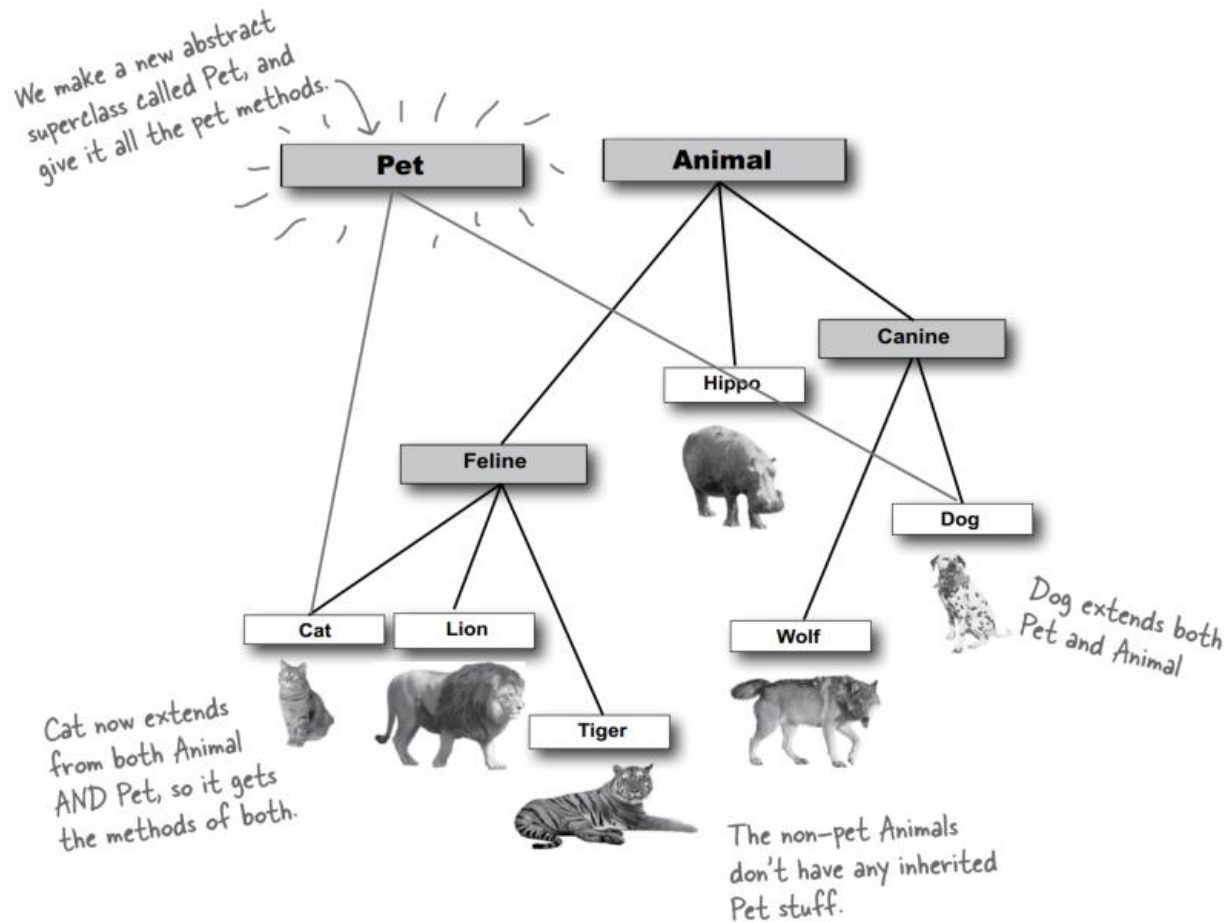 We make a new abstract
superclass called Pet, and
give it all the pet methods.
Pet
Animal
Canine
Hippo
Feline
Dog
Cat
Lion
Wolf
Tiger
Dog extends both
Pet and Animal
Cat now extends
from both Animal
AND Pet, so it gets
the methods of both.
The non-pet Animals
don't have any inherited
Pet stuff.